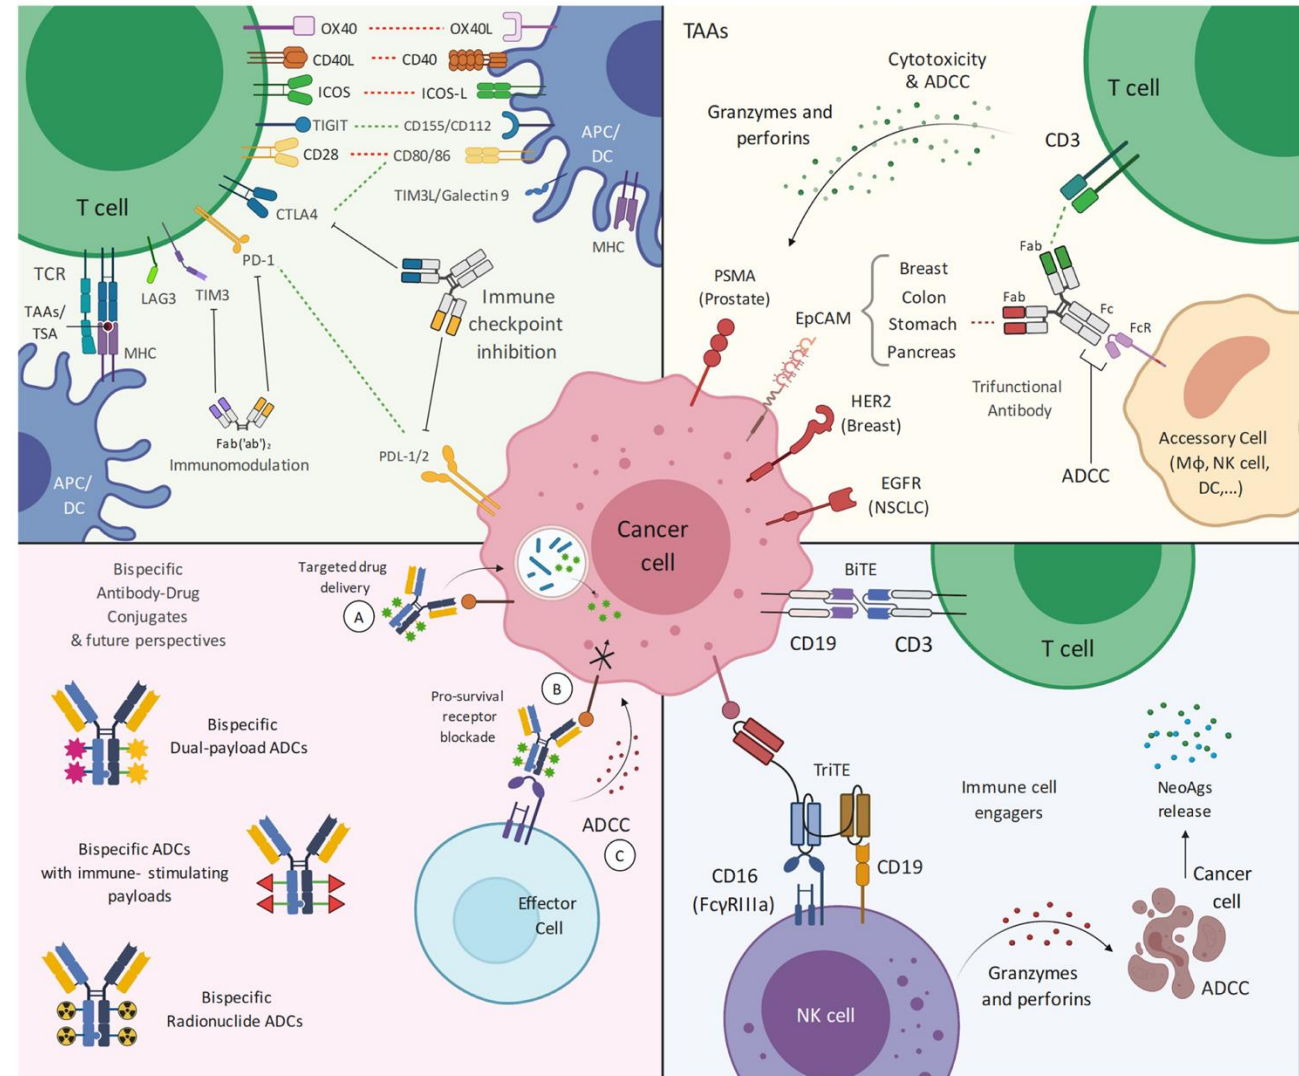 OX40 OX40L
CD40L CD40
ICOS ICOS-L
TIGIT CD155/CD112
CD28 CD80/86
CTLA4
TIM3L/Galectin 9
APC/
DC
MHC
T cell
PD-1
TCR
LAG3
TIM3
TAAs/
TSA
MHC
Immune
checkpoint
inhibition
Fab('ab')₂
Immunomodulation
PDL-1/2
APC/
DC
TAAs
Cytotoxicity
& ADCC
Granzymes and
perforins
T cell
CD3
PSMA
(Prostate)
EpCAM
Breast
Colon
Stomach
Pancreas
Fab
Fab
Fc
FcR
Trifunctional
Antibody
HER2
(Breast)
EGFR
(NSCLC)
ADCC
Accessory Cell
(Mϕ, NK cell,
DC,...)
Cancer
cell
Bispecific
Antibody-Drug
Conjugates
& future perspectives
Targeted drug
delivery
A
B
Pro-survival
receptor
blockade
ADCC
C
Effector
Cell
Bispecific
Dual-payload ADCs
Bispecific ADCs
with immune- stimulating
payloads
Bispecific
Radionuclide ADCs
BiTE
CD19 CD3
T cell
TriTE
Immune cell
engagers
NeoAgs
release
CD16
(FcγRIIIa)
CD19
Cancer
cell
Granzymes
and perforins
ADCC
NK cell